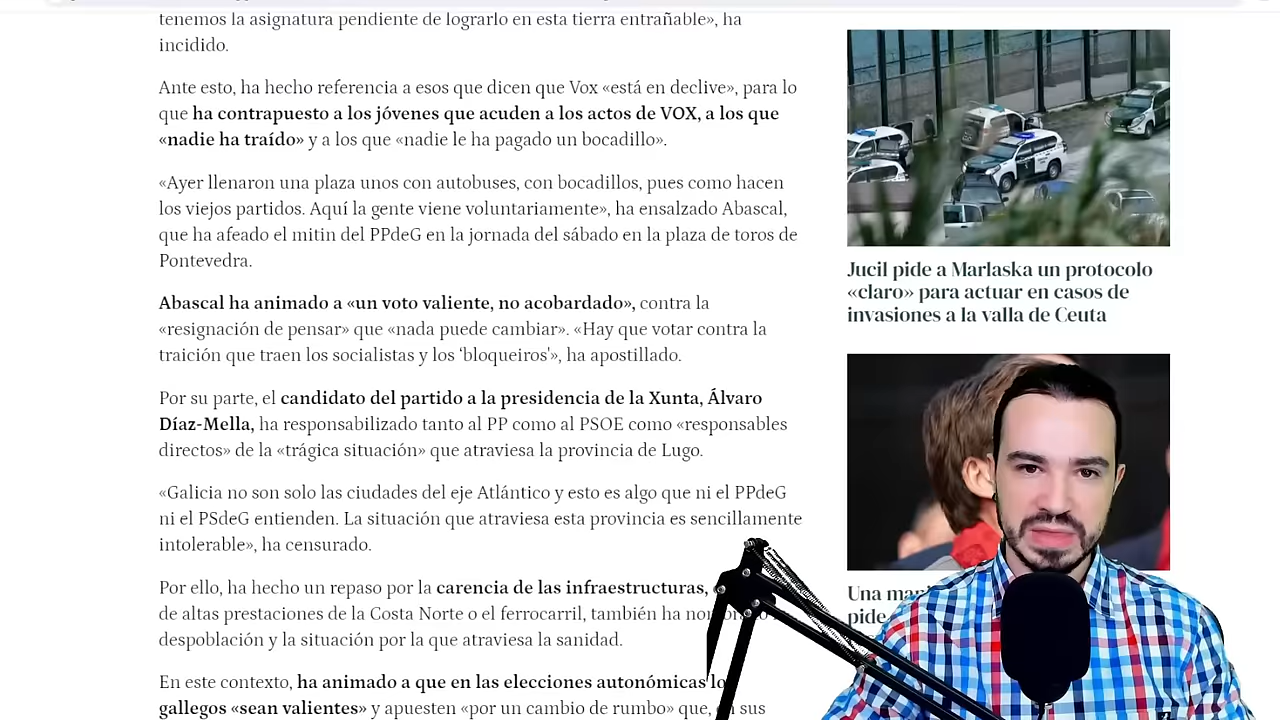 tenemos la asignatura pendiente de lograrlo en esta tierra entrañable», ha
incidido.
Ante esto, ha hecho referencia a esos que dicen que Vox «está en declive», para lo
que ha contrapuesto a los jóvenes que acuden a los actos de VOX, a los que
«nadie ha traído» y a los que «nadie le ha pagado un bocadillo».
«Ayer llenaron una plaza unos con autobuses, con bocadillos, pues como hacen
los viejos partidos. Aquí la gente viene voluntariamente», ha ensalzado Abascal,
que ha afeado el mitin del PPdeG en la jornada del sábado en la plaza de toros de
Pontevedra.
Abascal ha animado a «un voto valiente, no acobardado», contra la
«resignación de pensar» que «nada puede cambiar». «Hay que votar contra la
traición que traen los socialistas y los ‘bloqueiros'», ha apostillado.
Por su parte, el candidato del partido a la presidencia de la Xunta, Álvaro
Díaz-Mella, ha responsabilizado tanto al PP como al PSOE como «responsables
directos» de la «trágica situación» que atraviesa la provincia de Lugo.
«Galicia no son solo las ciudades del eje Atlántico y esto es algo que ni el PPdeG
ni el PSdeG entienden. La situación que atraviesa esta provincia es sencillamente
intolerable», ha censurado.
Por ello, ha hecho un repaso por la carencia de las infraestructuras,
de altas prestaciones de la Costa Norte o el ferrocarril, también ha
despoblación y la situación por la que atraviesa la sanidad.
En este contexto, ha animado a que en las elecciones autonómicas
gallegos «sean valientes» y apuesten «por un cambio de rumbo» que, sus
Jucil pide a Marlaska un protocolo
«claro» para actuar en casos de
invasiones a la valla de Ceuta
Una
pide